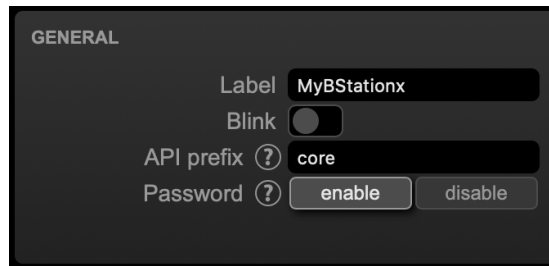 GENERAL
Label MyBStationx
Blink
API prefix ? core
Password ? enable disable